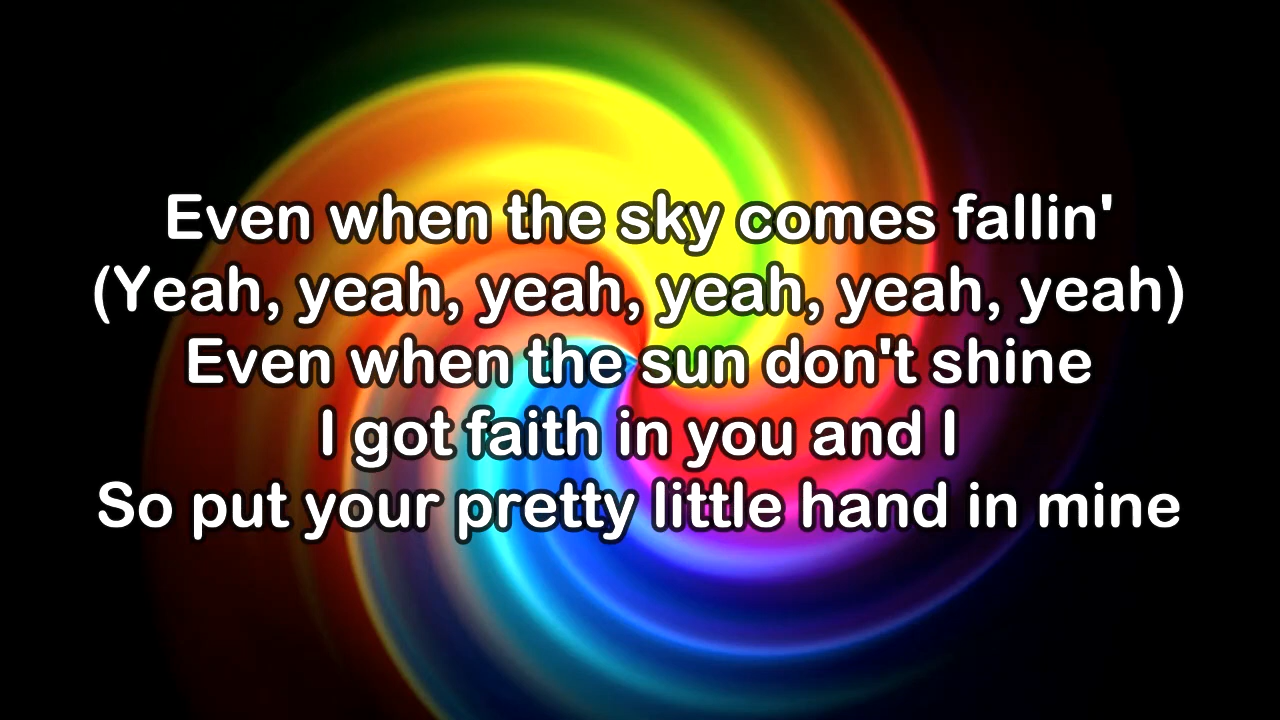 Even when the sky comes fallin'
(Yeah, yeah, yeah, yeah, yeah, yeah)
Even when the sun don't shine
I got faith in you and I
So put your pretty little hand in mine